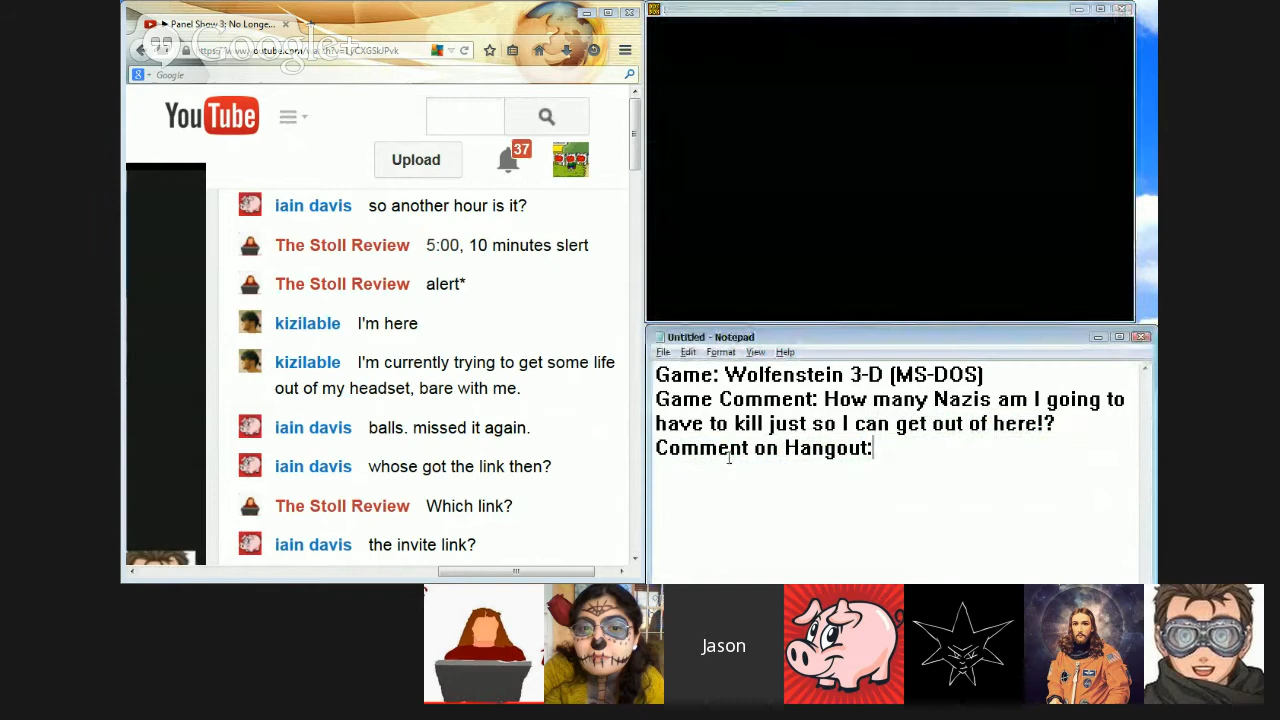 Panel Show 3: No Longe...
Google+
Google
YouTube
Upload
37
iain davis so another hour is it?
The Stoll Review 5:00, 10 minutes slert
The Stoll Review alert*
kizilable I'm here
kizilable I'm currently trying to get some life
out of my headset, bare with me.
iain davis balls. missed it again.
iain davis whose got the link then?
The Stoll Review Which link?
iain davis the invite link?
Untitled - Notepad
File Edit Format View Help
Game: Wolfenstein 3-D (MS-DOS)
Game Comment: How many Nazis am I going to
have to kill just so I can get out of here!?
Comment on Hangout:
Jason